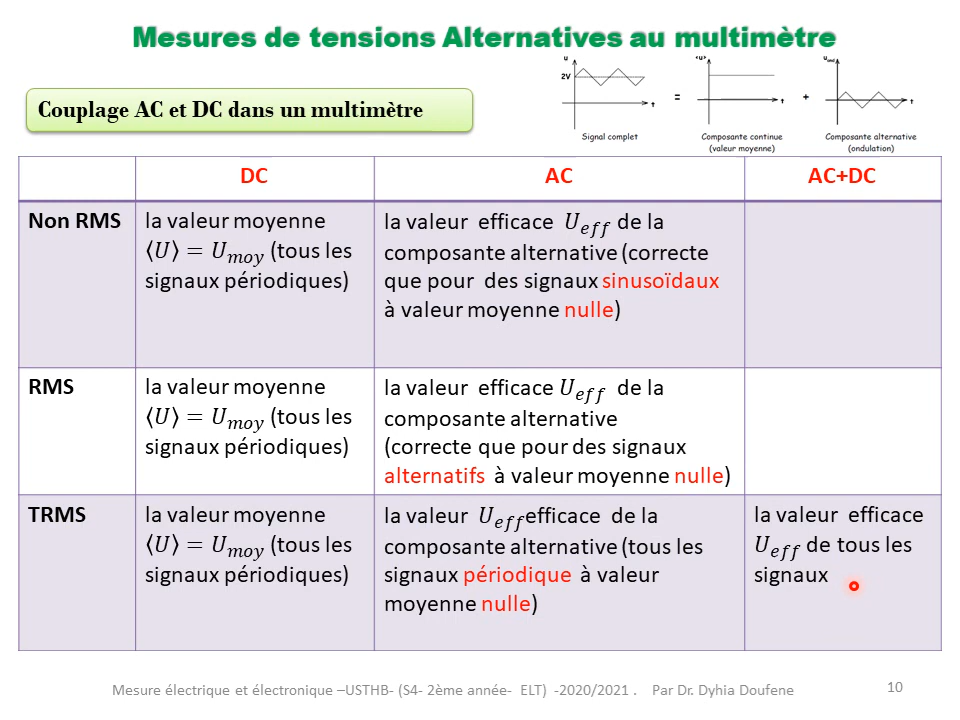 Mesures de tensions Alternatives au multimètre
Couplage AC et DC dans un multimètre
u
2V
t
Signal complet
=
<u>
t
Composante continue
(valeur moyenne)
+
u_ond
t
Composante alternative
(ondulation)
DC
AC
AC+DC
Non RMS
la valeur moyenne
⟨U⟩ = U_moy (tous les
signaux périodiques)
la valeur efficace U_eff de la
composante alternative (correcte
que pour des signaux sinusoïdaux
à valeur moyenne nulle)
RMS
la valeur moyenne
⟨U⟩ = U_moy (tous les
signaux périodiques)
la valeur efficace U_eff de la
composante alternative
(correcte que pour des signaux
alternatifs à valeur moyenne nulle)
TRMS
la valeur moyenne
⟨U⟩ = U_moy (tous les
signaux périodiques)
la valeur U_effefficace de la
composante alternative (tous les
signaux périodique à valeur
moyenne nulle)
la valeur efficace
U_eff de tous les
signaux
Mesure électrique et électronique –USTHB- (S4- 2ème année- ELT) -2020/2021 . Par Dr. Dyhia Doufene
10